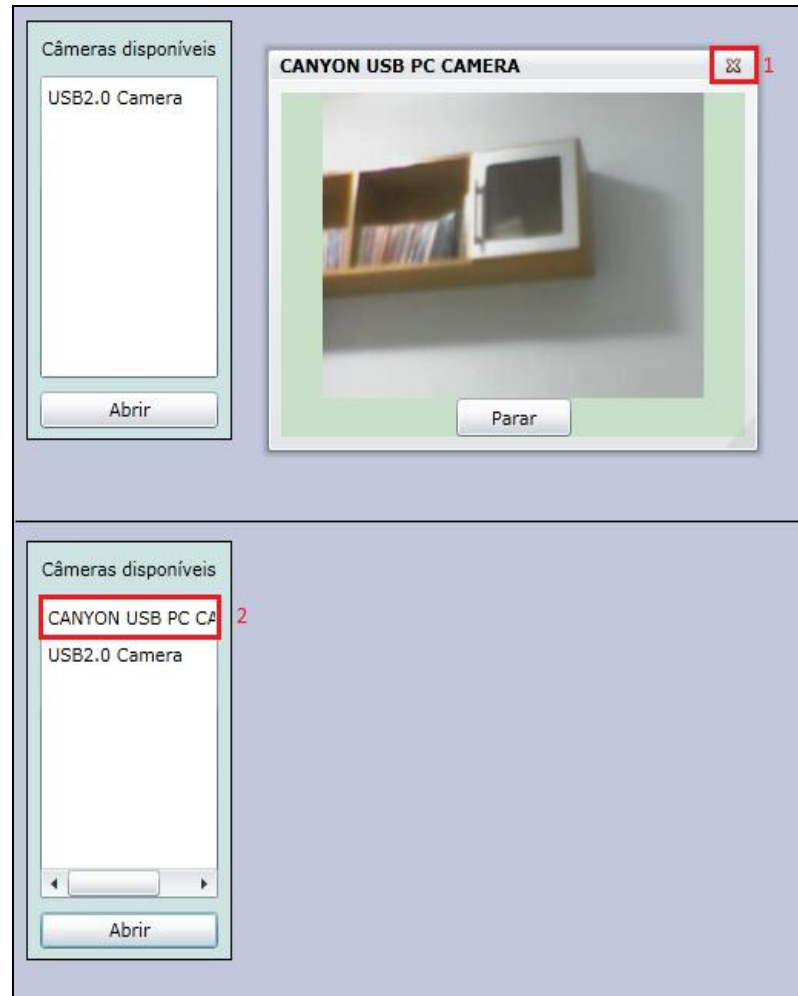 Câmeras disponíveis
USB2.0 Camera
Abrir
CANYON USB PC CAMERA
1
Parar
Câmeras disponíveis
CANYON USB PC CA
2
USB2.0 Camera
Abrir